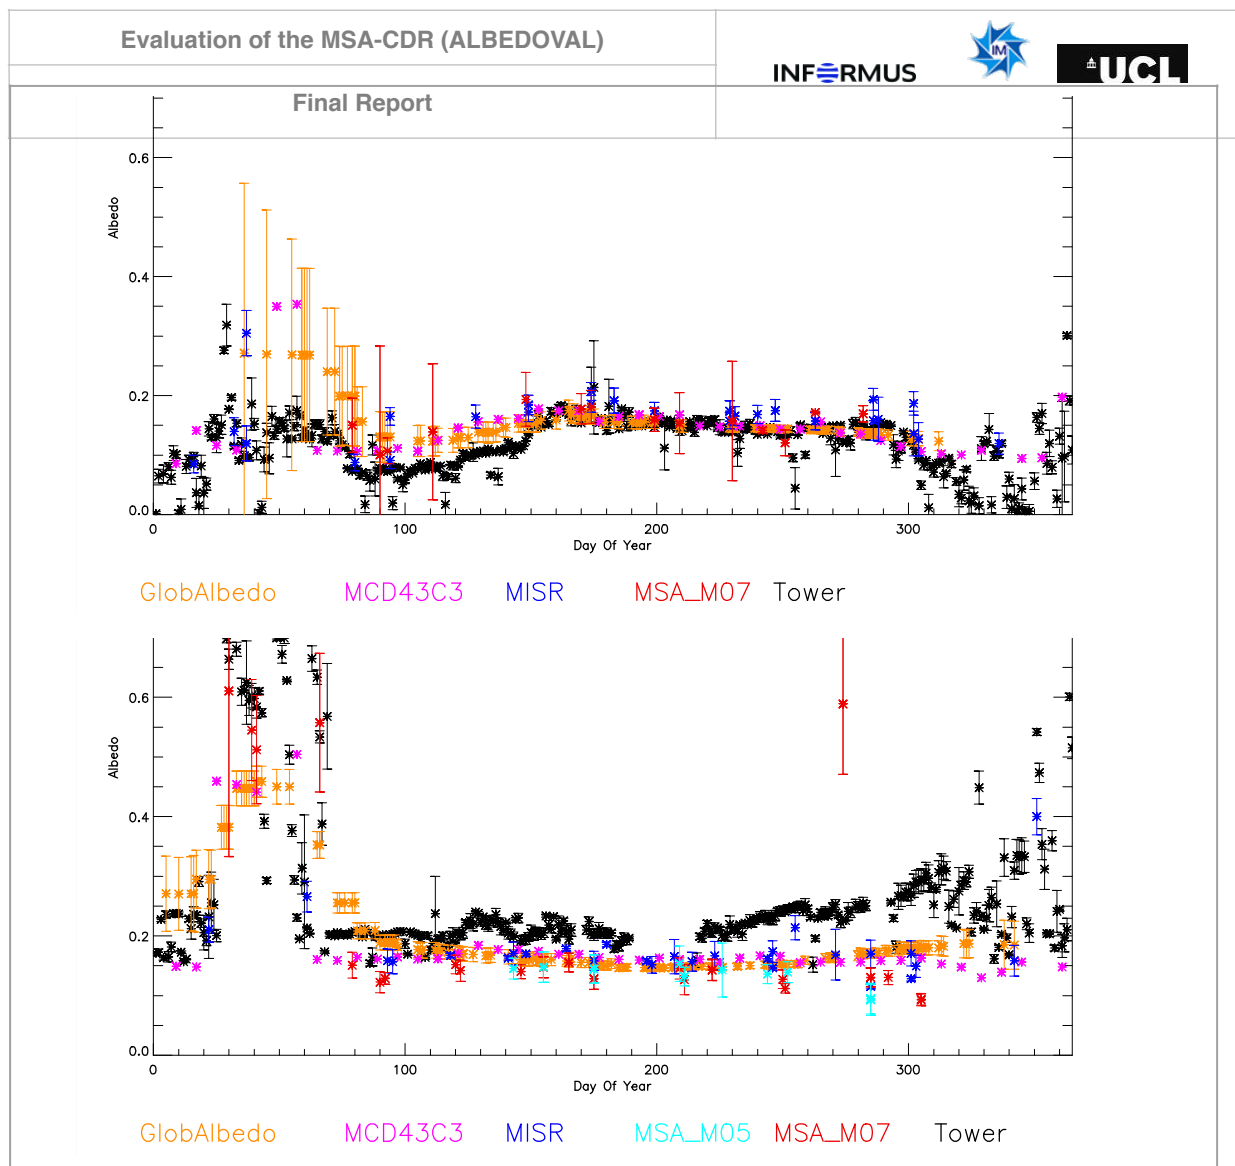 Evaluation of the MSA-CDR (ALBEDOVAL)
INFORMUS
IM
UCL
Final Report
0.6
0.4
0.2
0.0
Albedo
0 100 200 300
Day Of Year
GlobAlbedo MCD43C3 MISR MSA_M07 Tower
0.6
0.4
0.2
0.0
Albedo
0 100 200 300
Day Of Year
GlobAlbedo MCD43C3 MISR MSA_M05 MSA_M07 Tower